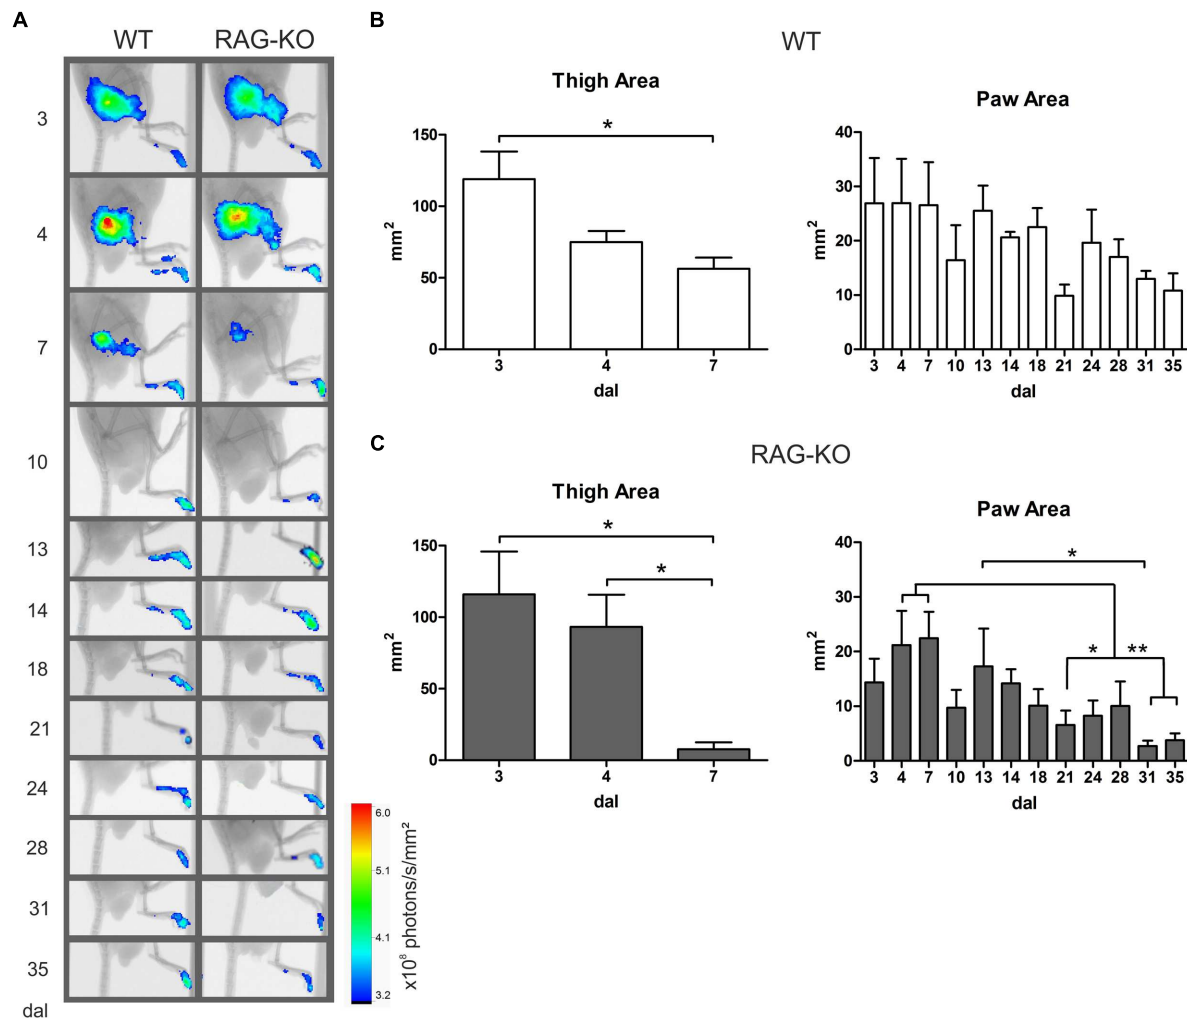 A
WT RAG-KO
3
4
7
10
13
14
18
21
24
28
31
35
dal
6.0
5.1
4.1
3.2
x10⁸ photons/s/mm²
B
WT
Thigh Area
mm²
150
100
50
0
*
3 4 7
dal
Paw Area
mm²
40
30
20
10
0
3 4 7 10 13 14 18 21 24 28 31 35
dal
C
RAG-KO
Thigh Area
mm²
150
100
50
0
*
*
3 4 7
dal
Paw Area
mm²
40
30
20
10
0
*
* **
3 4 7 10 13 14 18 21 24 28 31 35
dal